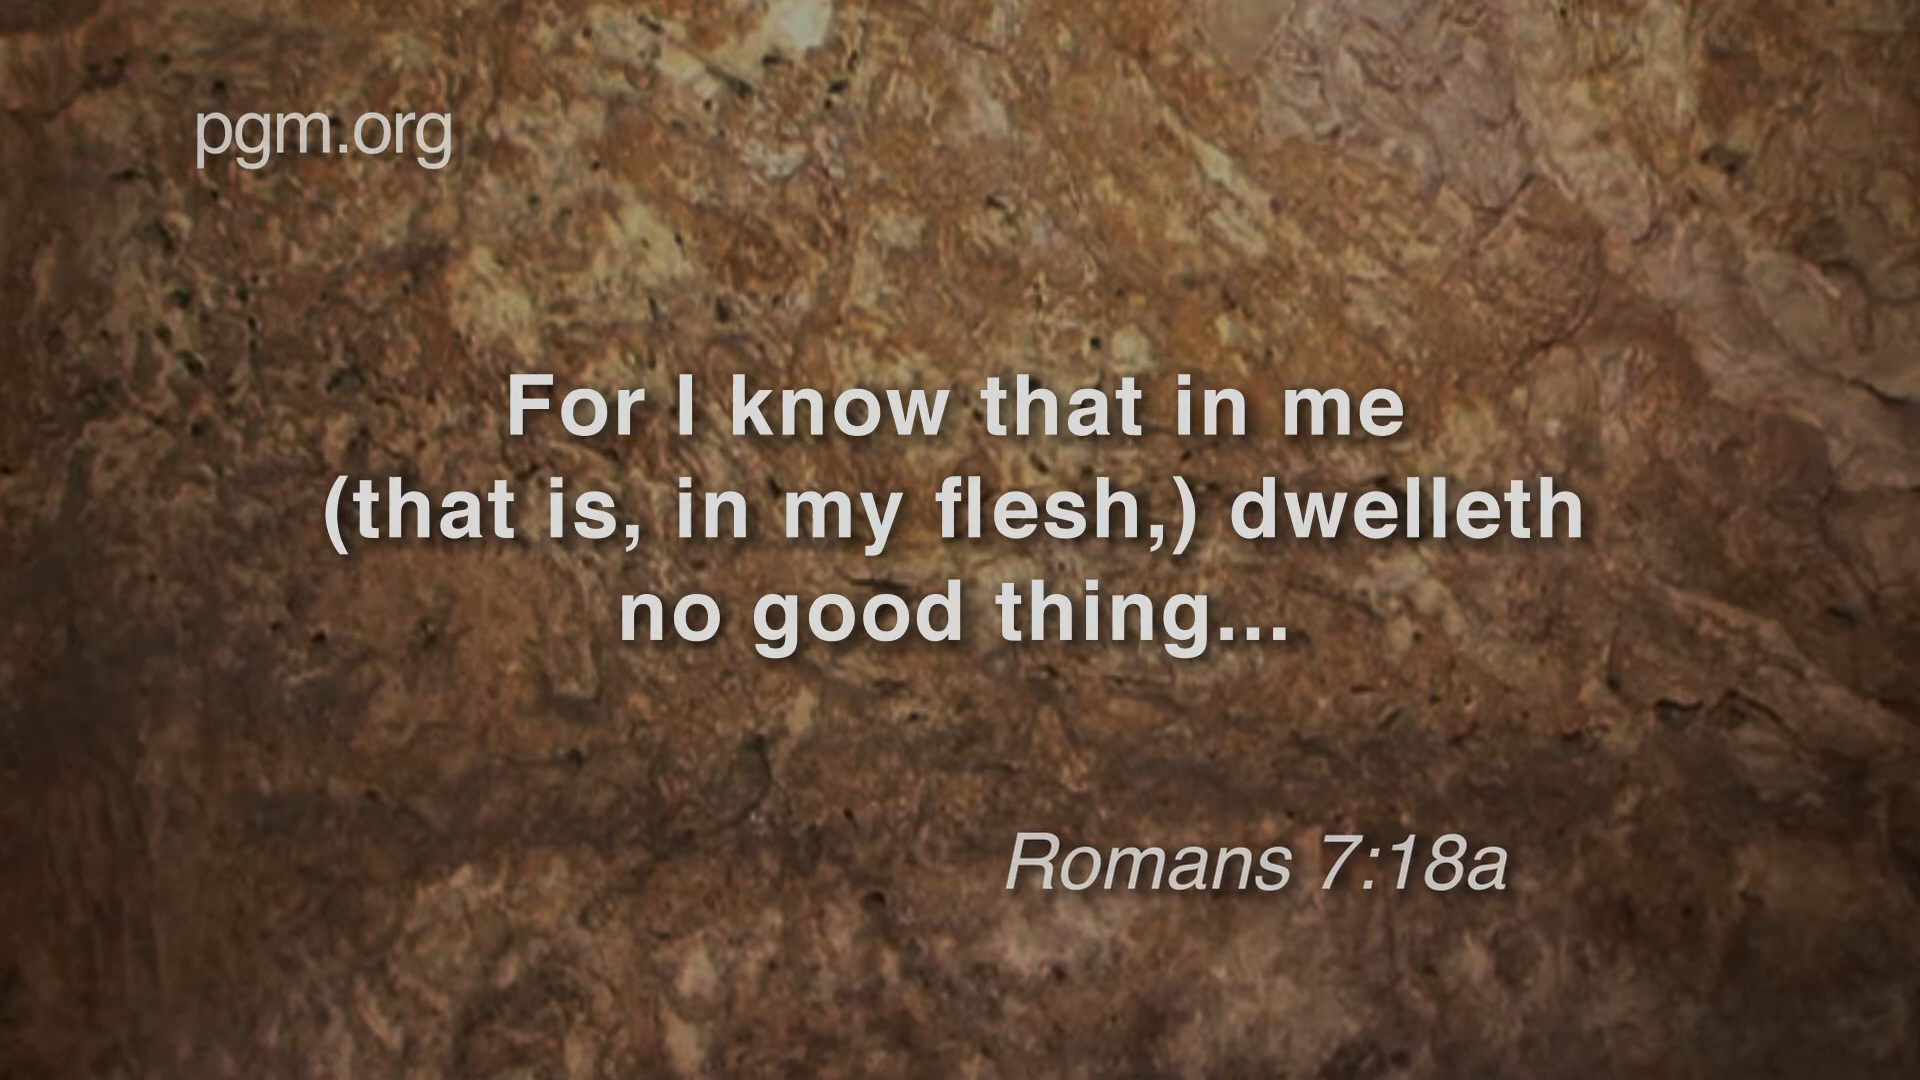 pgm.org
For I know that in me
(that is, in my flesh,) dwelleth
no good thing...
Romans 7:18a